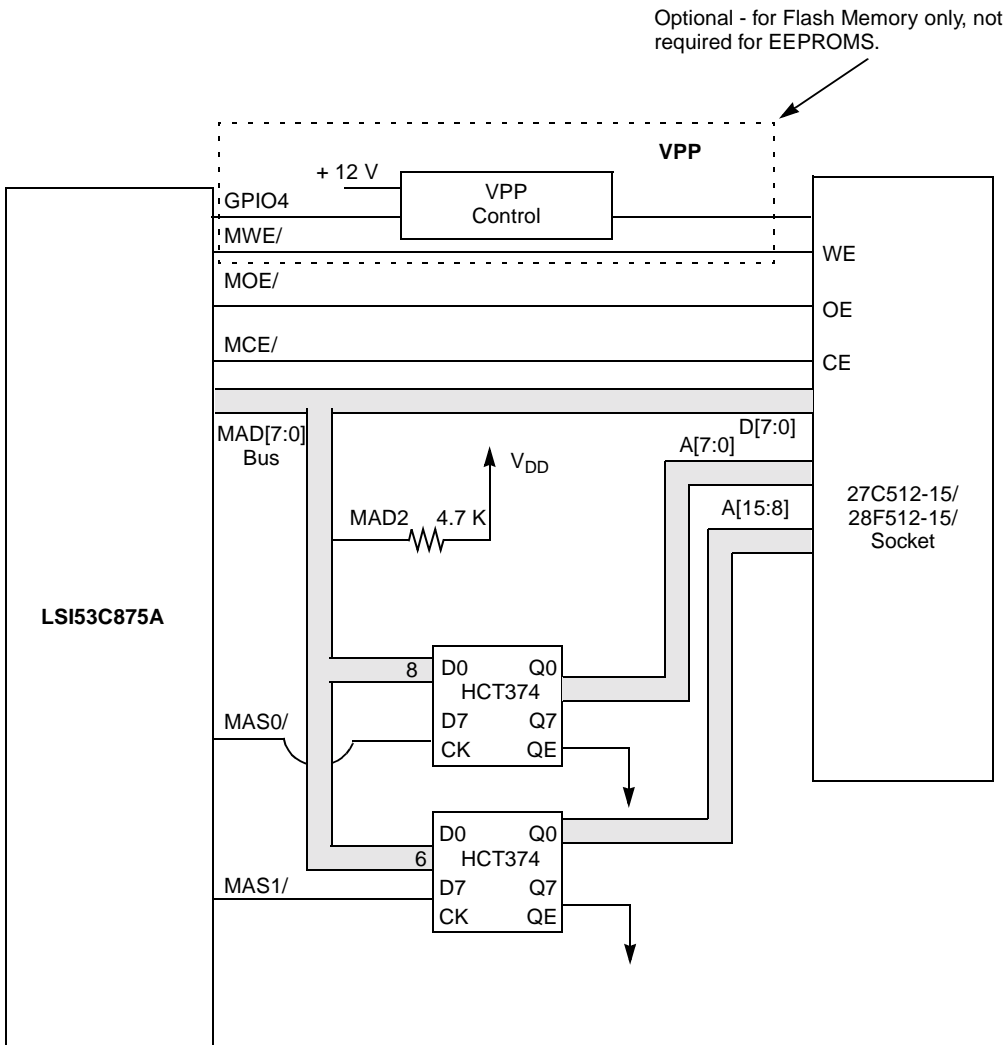 Optional - for Flash Memory only, not
required for EEPROMS.
VPP
+ 12 V
VPP
Control
GPIO4
MWE/
WE
MOE/
OE
MCE/
CE
MAD[7:0]
Bus
D[7:0]
A[7:0]
VDD
A[15:8]
27C512-15/
28F512-15/
Socket
MAD2
4.7 K
LSI53C875A
8
D0
Q0
HCT374
D7
Q7
CK
QE
MAS0/
6
D0
Q0
HCT374
D7
Q7
CK
QE
MAS1/